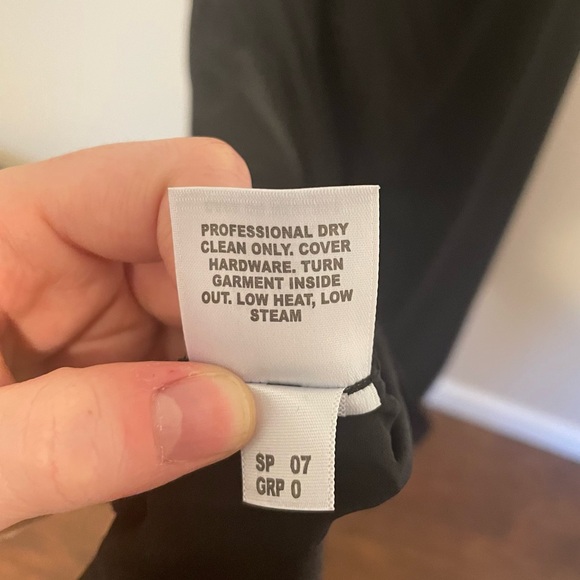 PROFESSIONAL DRY
CLEAN ONLY. COVER
HARDWARE. TURN
GARMENT INSIDE
OUT. LOW HEAT, LOW
STEAM
SP 07
GRP 0